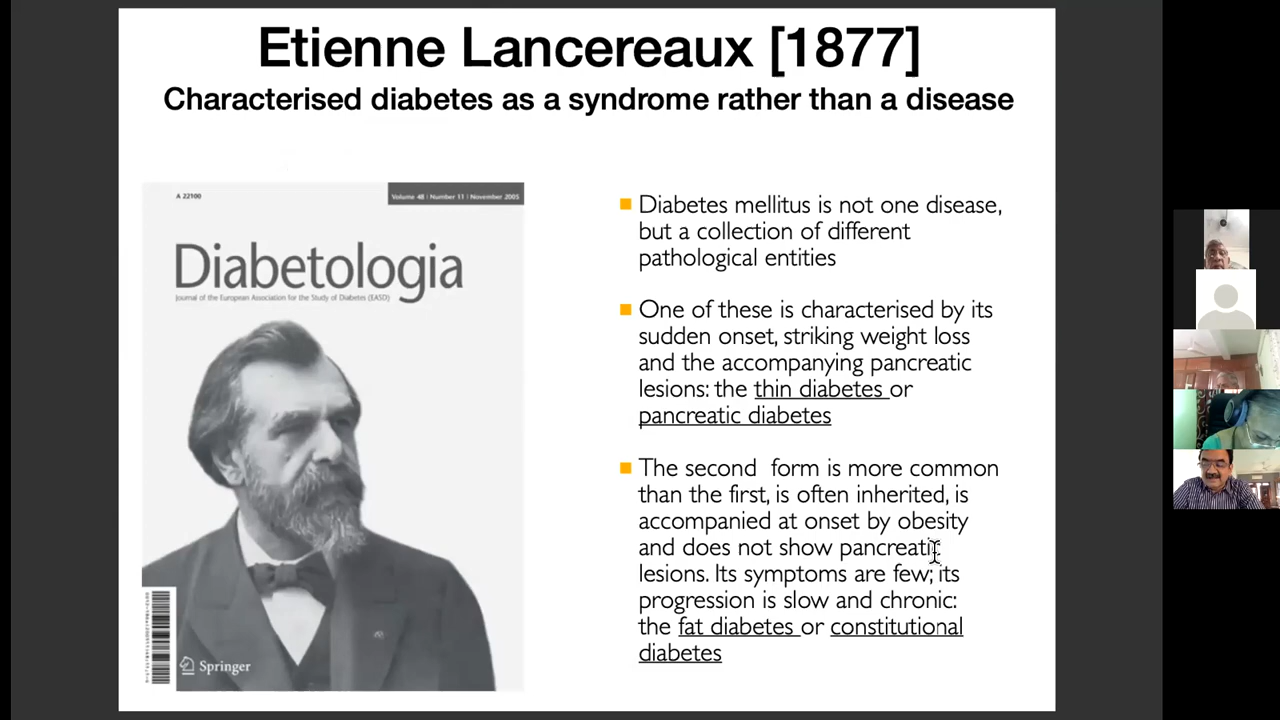 Etienne Lancereaux [1877]
Characterised diabetes as a syndrome rather than a disease
A 22100
Volume 48 | Number 11 | November 2005
Diabetologia
Journal of the European Association for the Study of Diabetes (EASD)
Springer
Diabetes mellitus is not one disease,
but a collection of different
pathological entities
One of these is characterised by its
sudden onset, striking weight loss
and the accompanying pancreatic
lesions: the thin diabetes or
pancreatic diabetes
The second form is more common
than the first, is often inherited, is
accompanied at onset by obesity
and does not show pancreatic
lesions. Its symptoms are few; its
progression is slow and chronic:
the fat diabetes or constitutional
diabetes